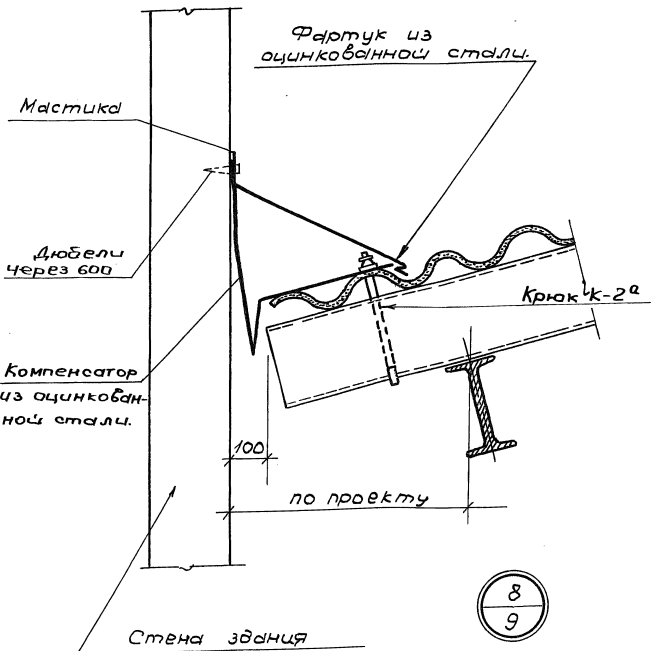 Фартук из
оцинкованной стали.
Мастика
Дюбели
через 600
Крюк К-2а
Компенсатор
из оцинкован-
ной стали.
100
по проекту
8
9
Стена здания